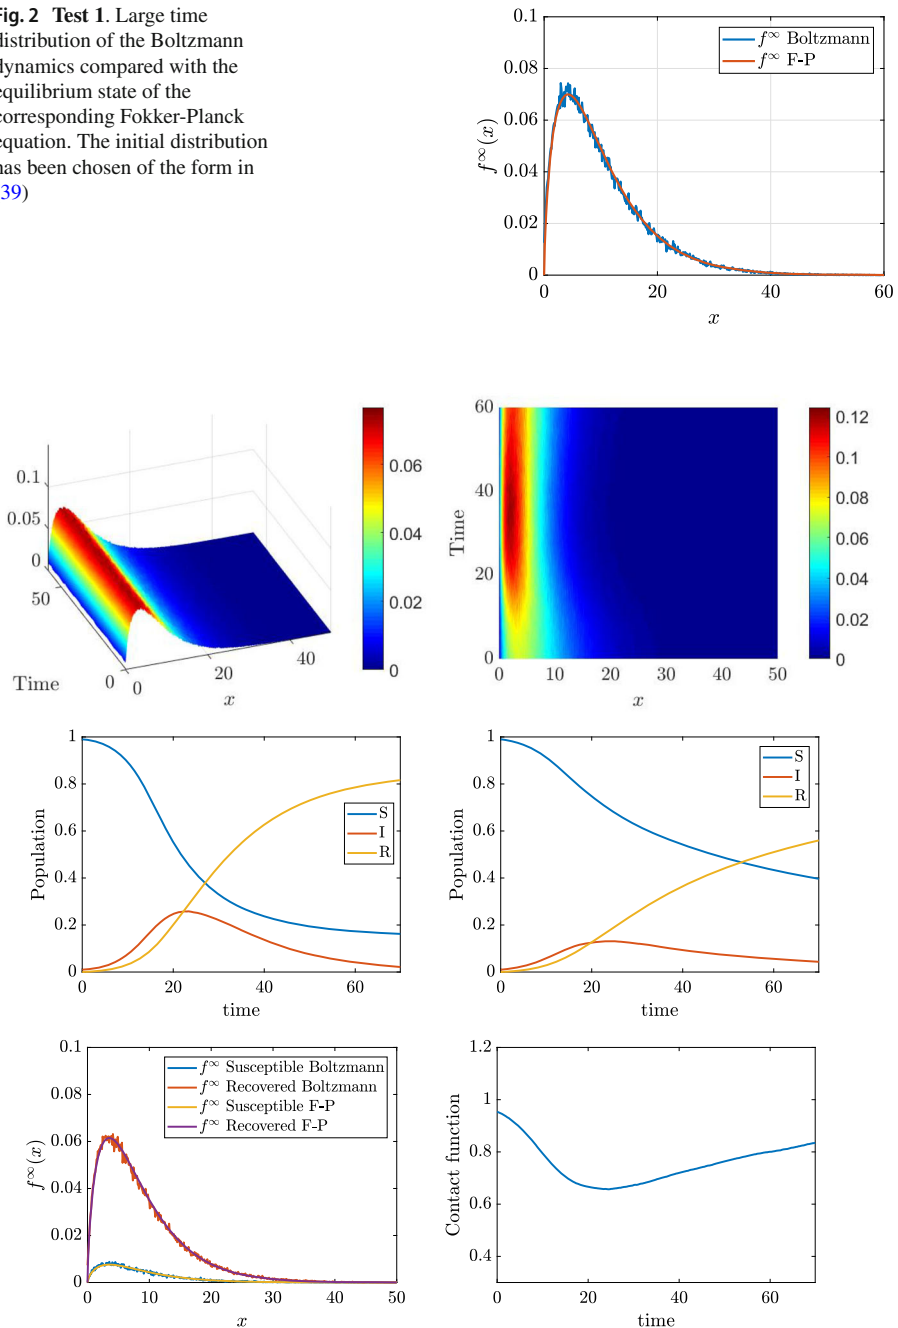 ig. 2 Test 1. Large time
distribution of the Boltzmann
dynamics compared with the
equilibrium state of the
corresponding Fokker-Planck
equation. The initial distribution
has been chosen of the form in
39)
0.1
0.08
0.06
0.04
0.02
0
f∞(x)
f∞ Boltzmann
f∞ F-P
0 20 40 60
x
0.1
0.05
0
50
Time
0 0 20 40
x
0.06
0.04
0.02
0
60
40
20
0
Time
0 10 20 30 40 50
x
0.12
0.1
0.08
0.06
0.04
0.02
0
1
0.8
0.6
0.4
0.2
0
Population
S
I
R
0 20 40 60
time
1
0.8
0.6
0.4
0.2
0
Population
S
I
R
0 20 40 60
time
0.1
0.08
0.06
0.04
0.02
0
f∞(x)
f∞ Susceptible Boltzmann
f∞ Recovered Boltzmann
f∞ Susceptible F-P
f∞ Recovered F-P
0 10 20 30 40 50
x
1.2
1
0.8
0.6
0.4
Contact function
0 20 40 60
time